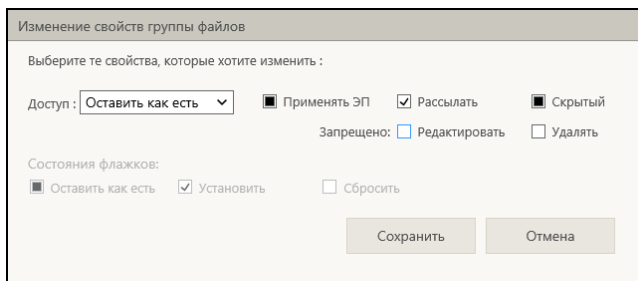 Изменение свойств группы файлов
Выберите те свойства, которые хотите изменить :
Доступ : Оставить как есть Применять ЭП Рассылать Скрытый
Запрещено: Редактировать Удалять
Состояния флажков:
Оставить как есть Установить Сбросить
Сохранить Отмена